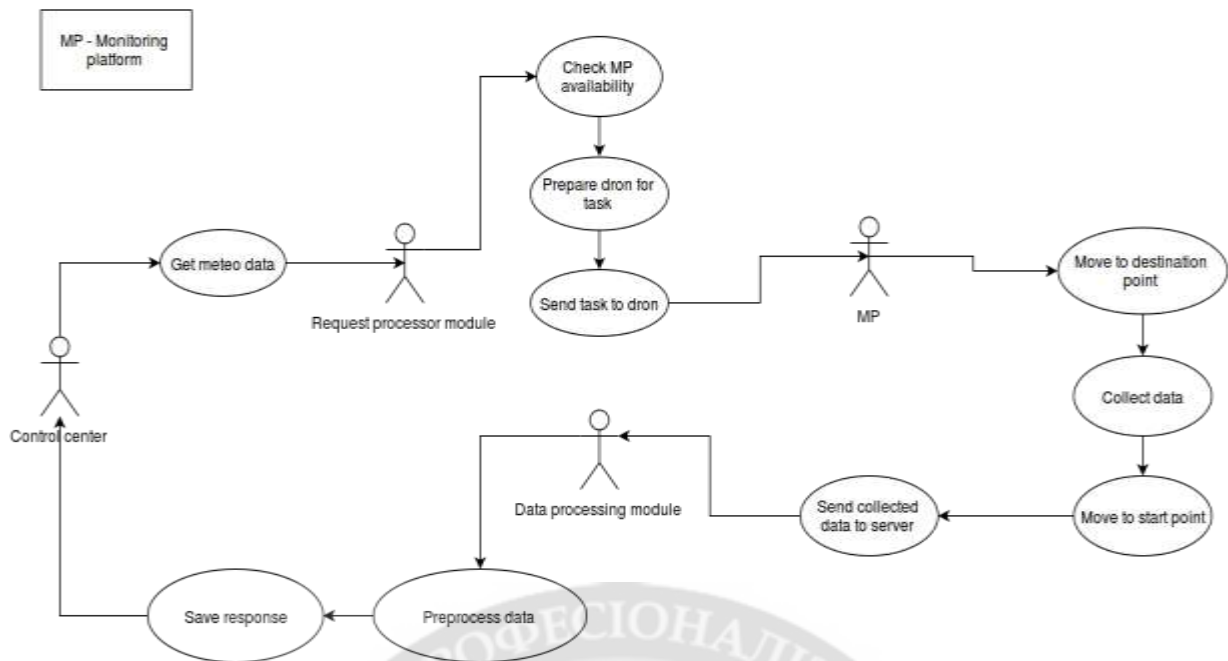 MP - Monitoring
platform
Check MP
availability
Prepare dron for
task
Send task to dron
Get meteo data
Request processor module
MP
Move to destination
point
Collect data
Move to start point
Send collected
data to server
Data processing module
Control center
Preprocess data
Save response